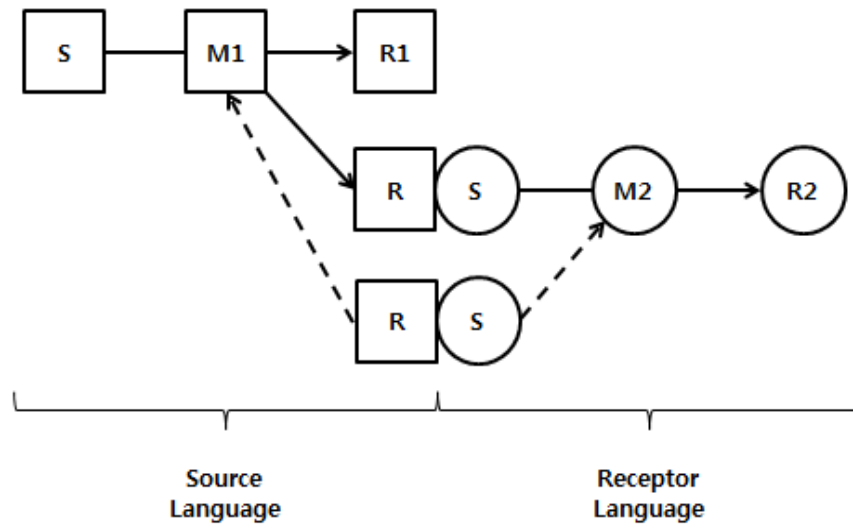 S M1 R1
R S M2 R2
R S
Source Receptor
Language Language